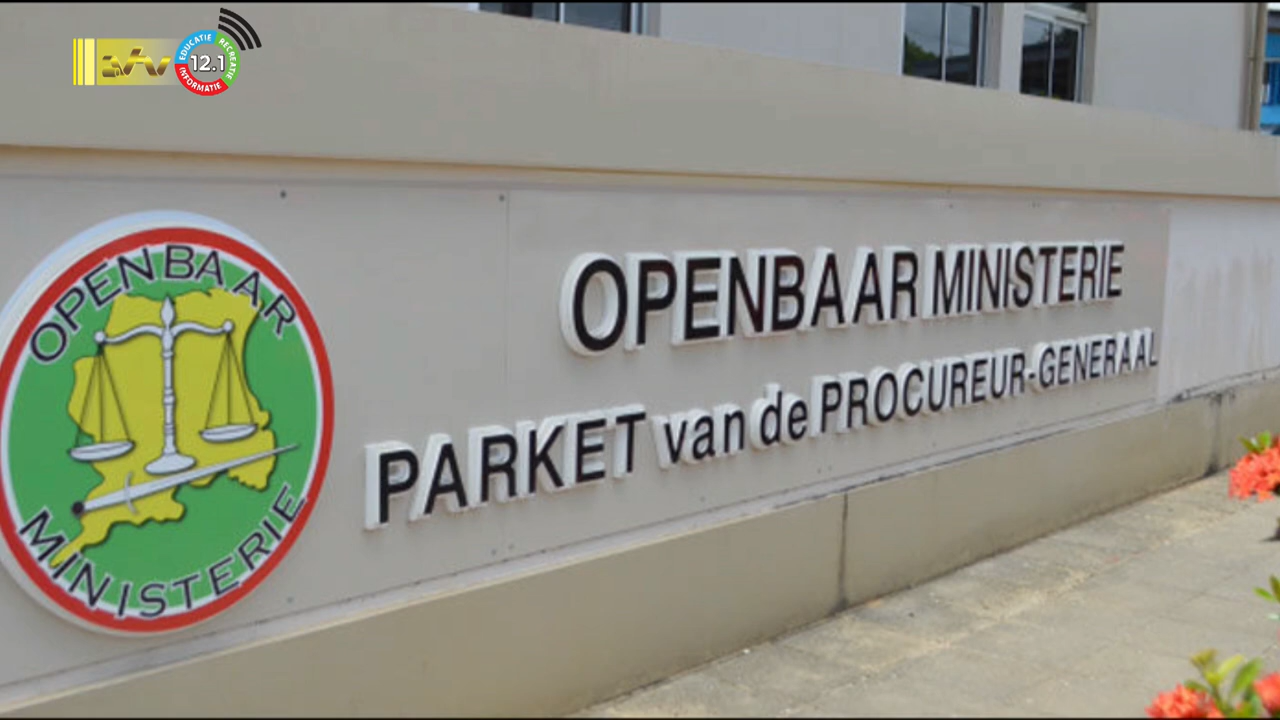 EDUCATIE
RECREATIE
INFORMATIE
12.1
OPENBAAR
MINISTERIE
OPENBAAR MINISTERIE
PARKET van de PROCUREUR-GENERAAL